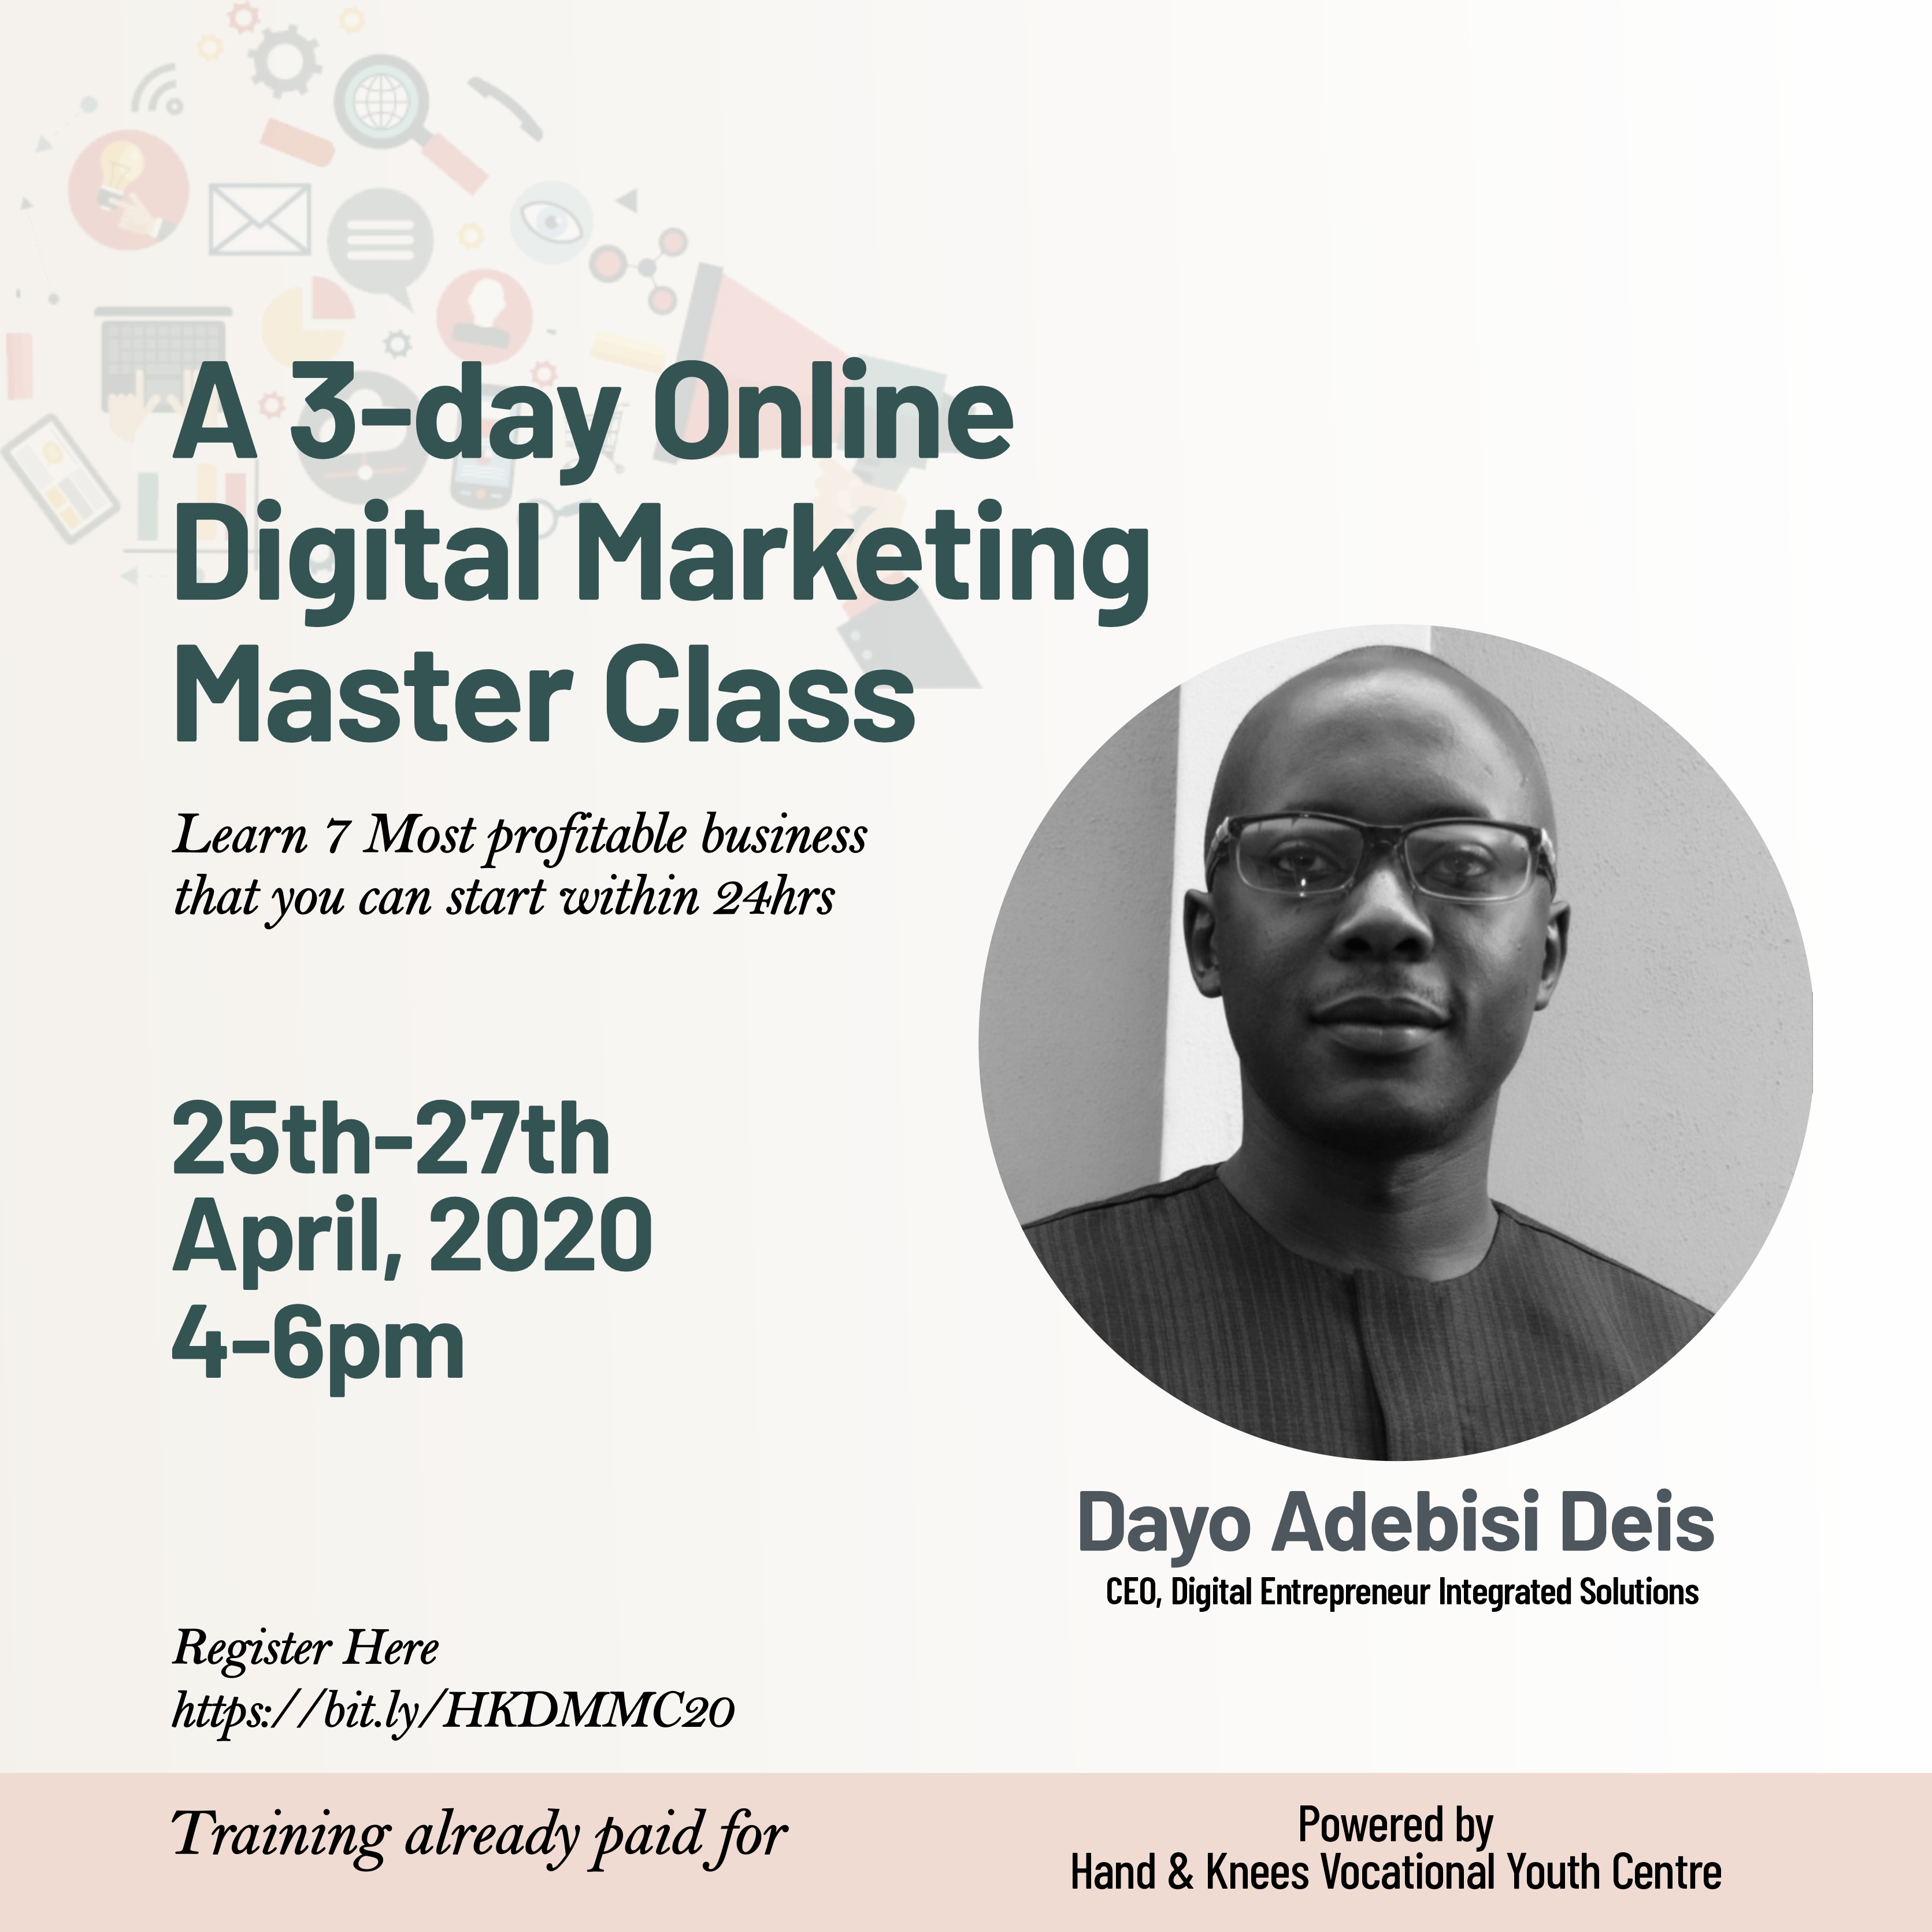 A 3-day Online
Digital Marketing
Master Class
Learn 7 Most profitable business
that you can start within 24hrs
25th-27th
April, 2020
4-6pm
Dayo Adebisi Deis
CEO, Digital Entrepreneur Integrated Solutions
Register Here
https://bit.ly/HKDMMC20
Training already paid for
Powered by
Hand & Knees Vocational Youth Centre